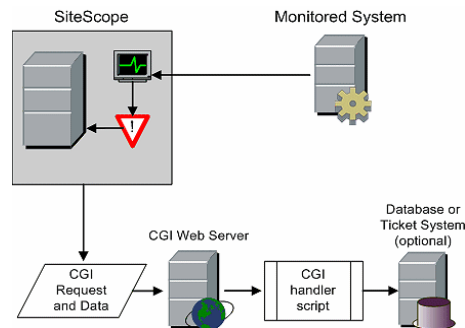 SiteScope
Monitored System
!
Database or
Ticket System
(optional)
CGI Web Server
CGI
Request
and Data
CGI
handler
script